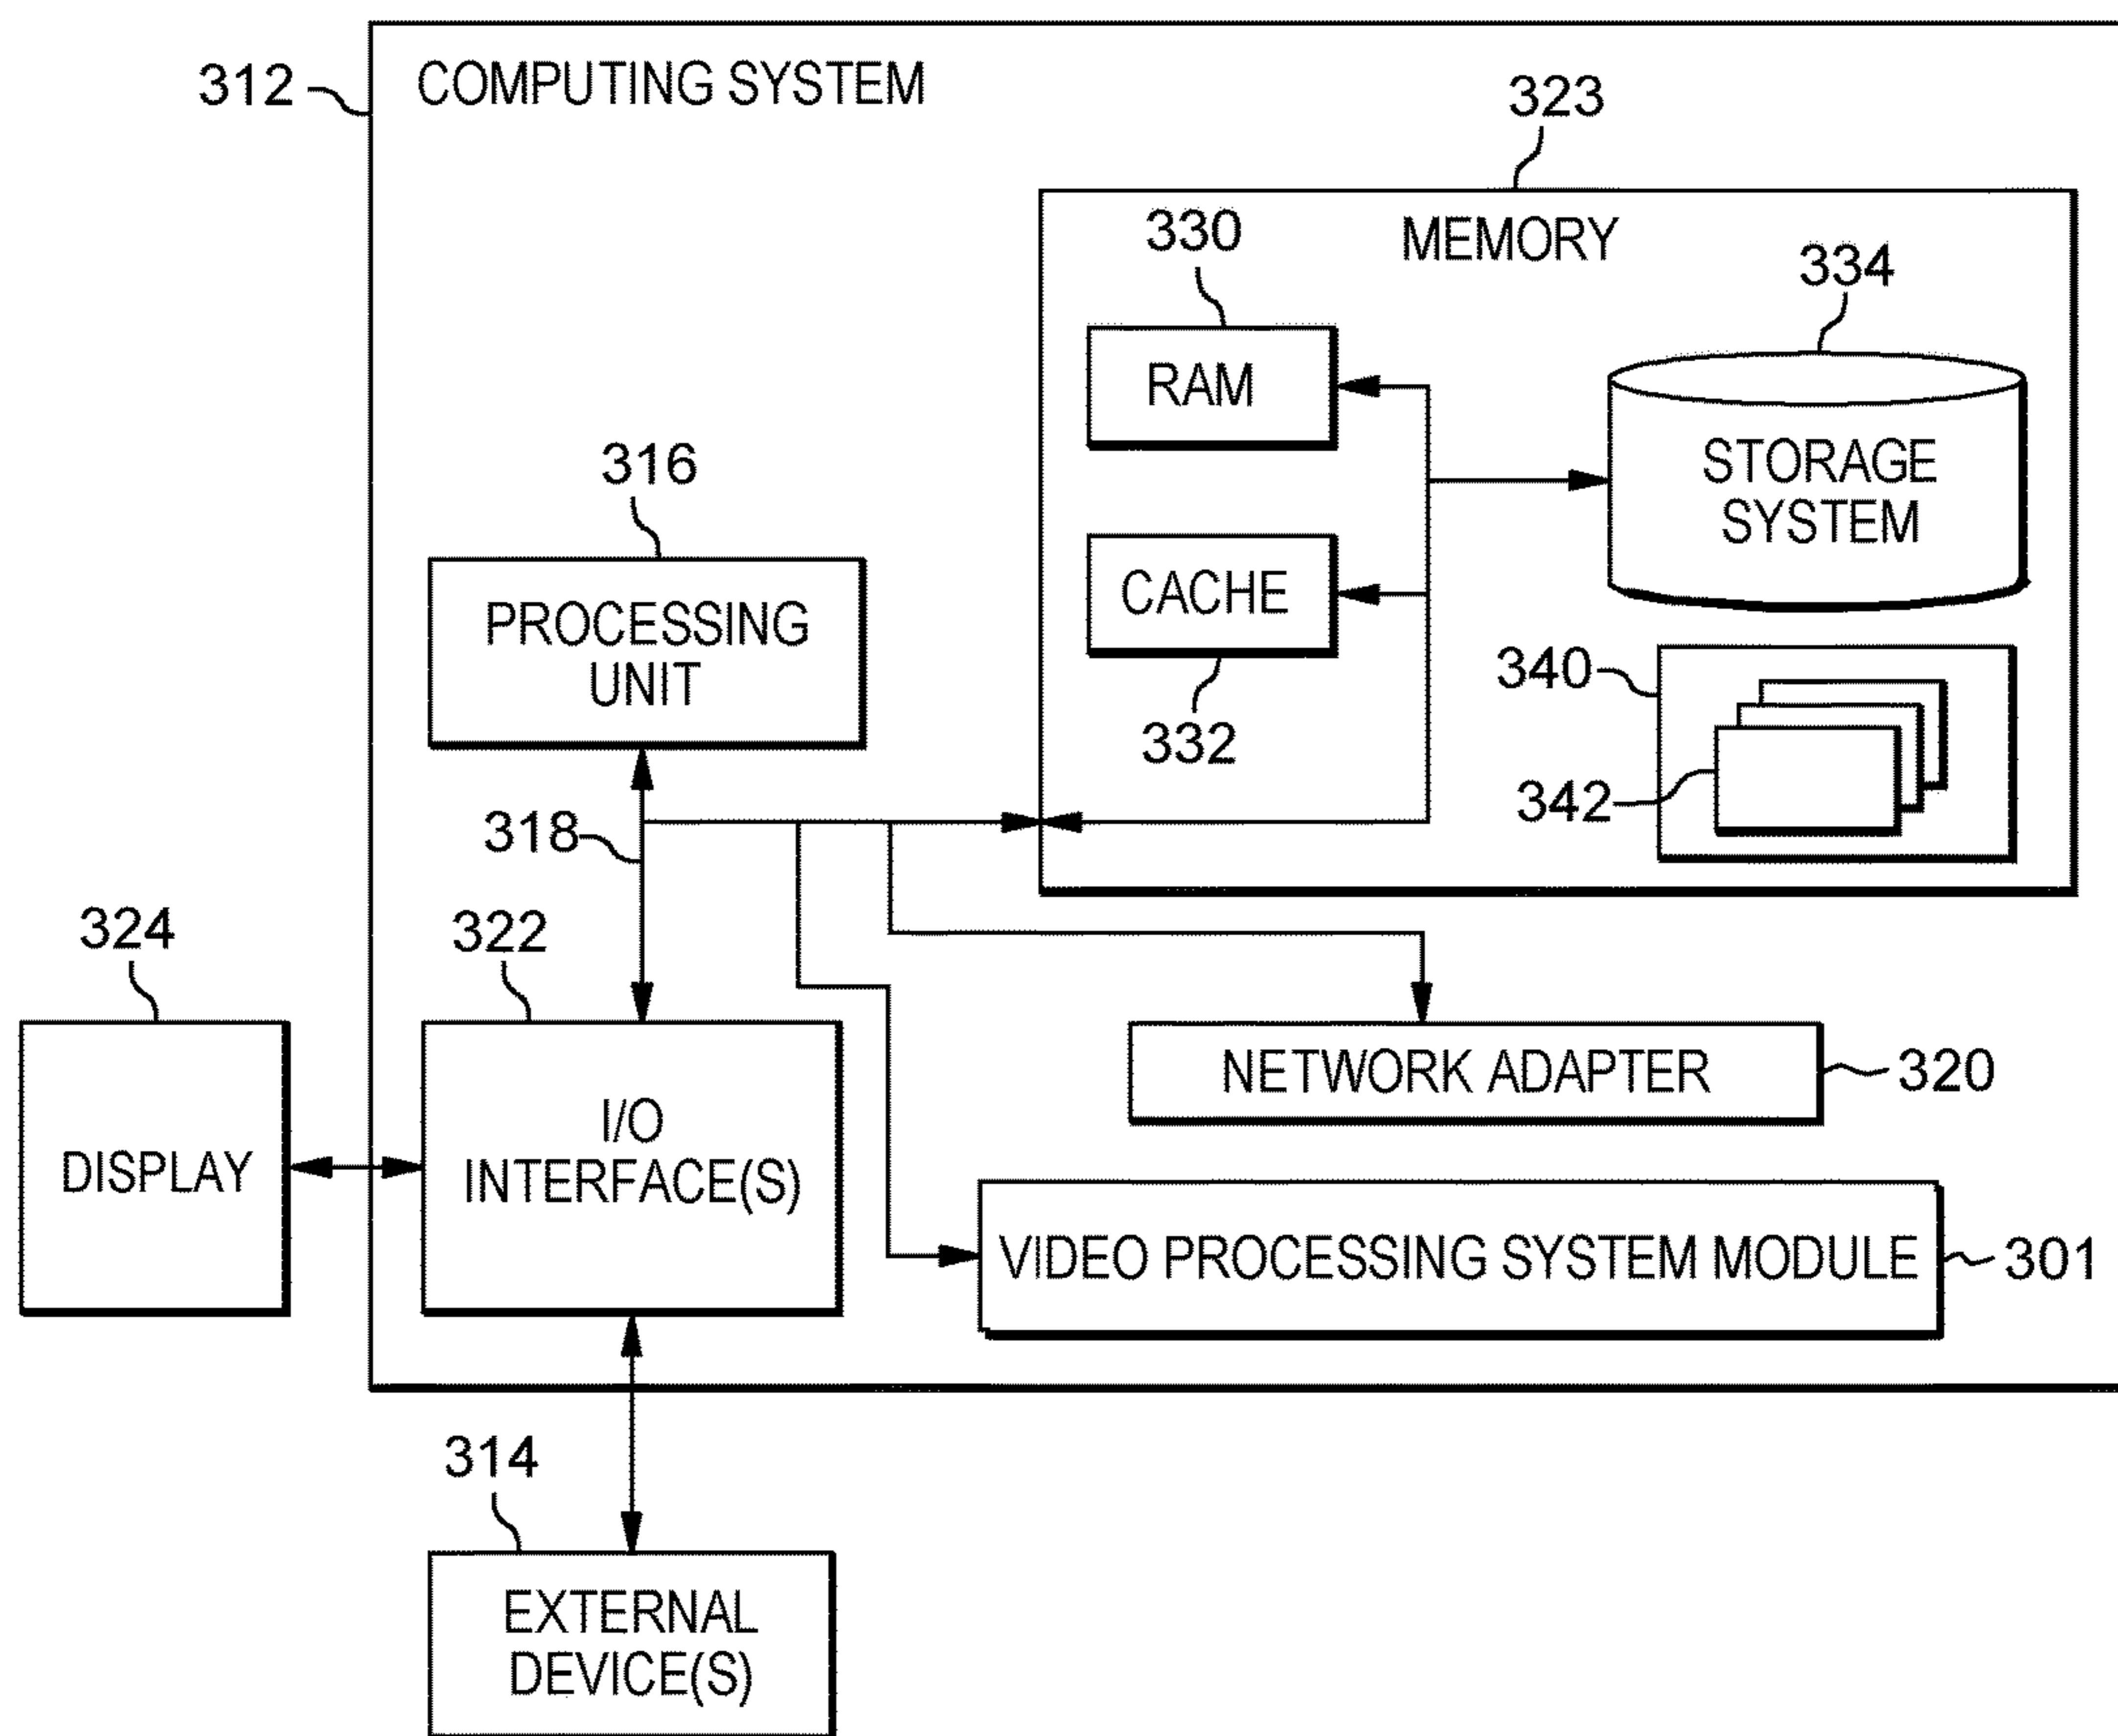 312
COMPUTING SYSTEM
323
330
MEMORY
334
RAM
STORAGE
SYSTEM
316
CACHE
PROCESSING
UNIT
332
340
342
318
324
322
NETWORK ADAPTER
320
I/O
INTERFACE(S)
DISPLAY
VIDEO PROCESSING SYSTEM MODULE
301
314
EXTERNAL
DEVICE(S)